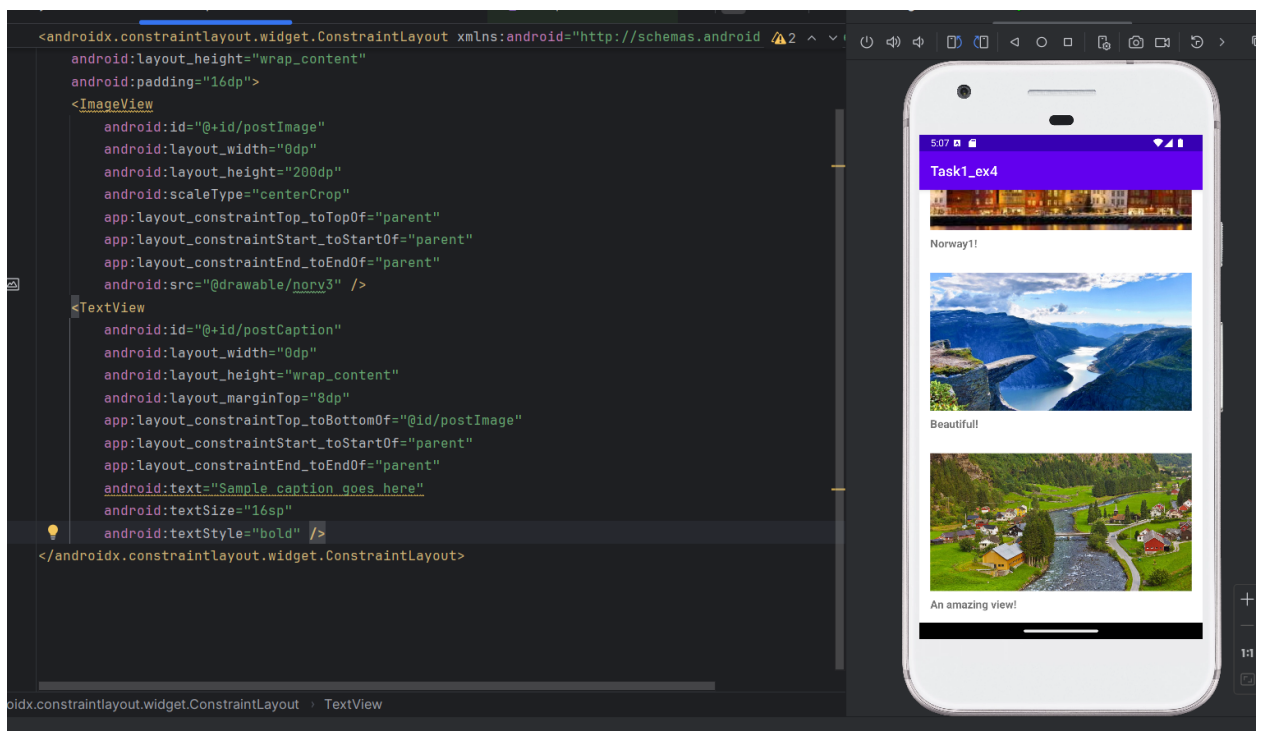 <androidx.constraintlayout.widget.ConstraintLayout xmlns:android="http://schemas.android
2
android:layout_height="wrap_content"
android:padding="16dp">
<ImageView
android:id="@+id/postImage"
android:layout_width="0dp"
android:layout_height="200dp"
android:scaleType="centerCrop"
app:layout_constraintTop_toTopOf="parent"
app:layout_constraintStart_toStartOf="parent"
app:layout_constraintEnd_toEndOf="parent"
android:src="@drawable/norv3" />
<TextView
android:id="@+id/postCaption"
android:layout_width="0dp"
android:layout_height="wrap_content"
android:layout_marginTop="8dp"
app:layout_constraintTop_toBottomOf="@id/postImage"
app:layout_constraintStart_toStartOf="parent"
app:layout_constraintEnd_toEndOf="parent"
android:text="Sample caption goes here"
android:textSize="16sp"
android:textStyle="bold" />
</androidx.constraintlayout.widget.ConstraintLayout>
oidx.constraintlayout.widget.ConstraintLayout › TextView
5:07
Task1_ex4
Norway1!
Beautiful!
An amazing view!
1:1